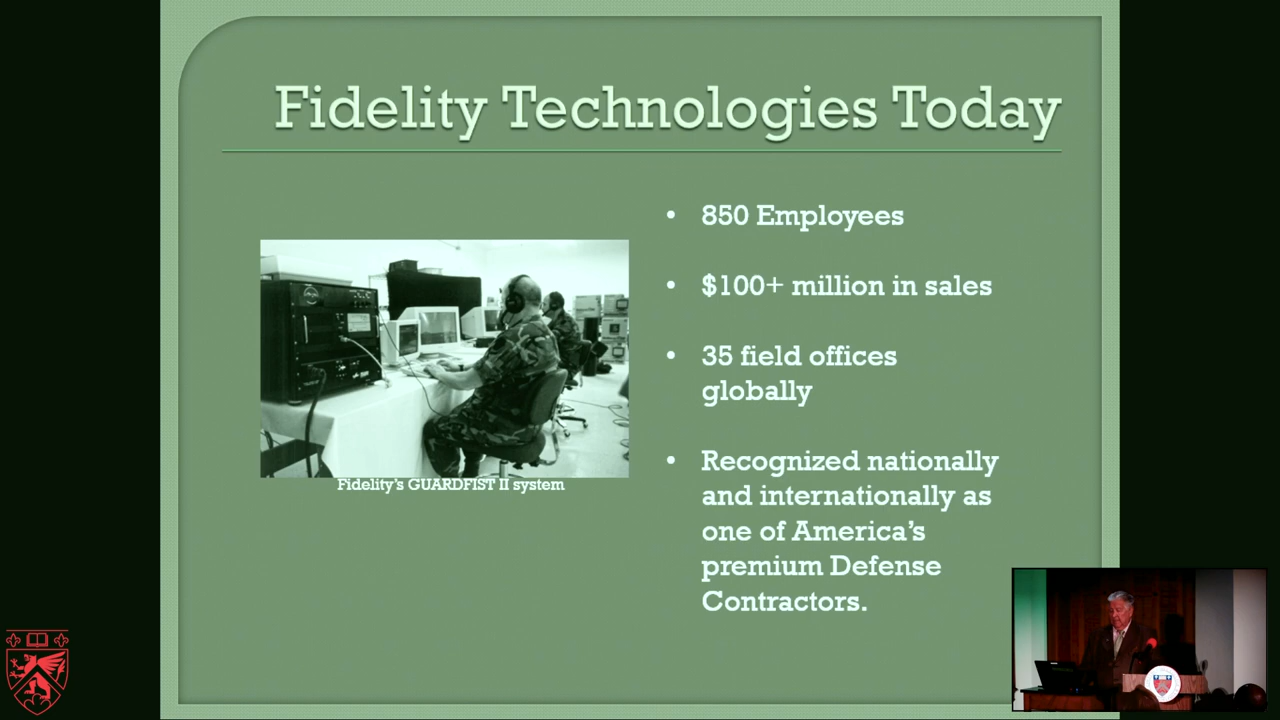 Fidelity Technologies Today
• 850 Employees
• $100+ million in sales
• 35 field offices
globally
• Recognized nationally
and internationally as
one of America's
premium Defense
Contractors.
Fidelity's GUARDFIST II system